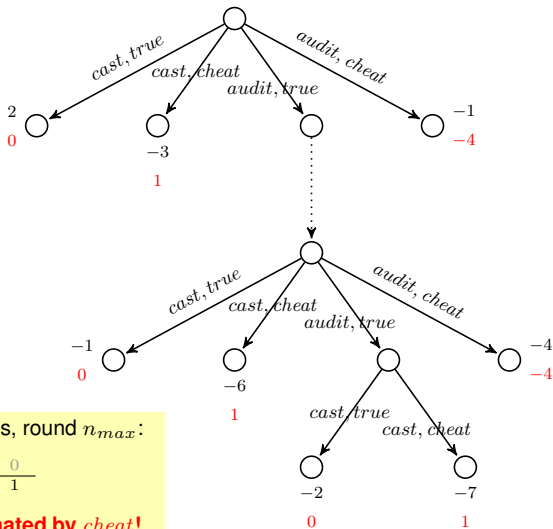 cast, true
cast, cheat
audit, true
audit, cheat
2
0
−3
1
−1
−4
cast, true
cast, cheat
audit, true
audit, cheat
−1
0
−6
1
−4
−4
cast, true
cast, cheat
−2
0
−7
1
s, round nmax:
0
1
nated by cheat!